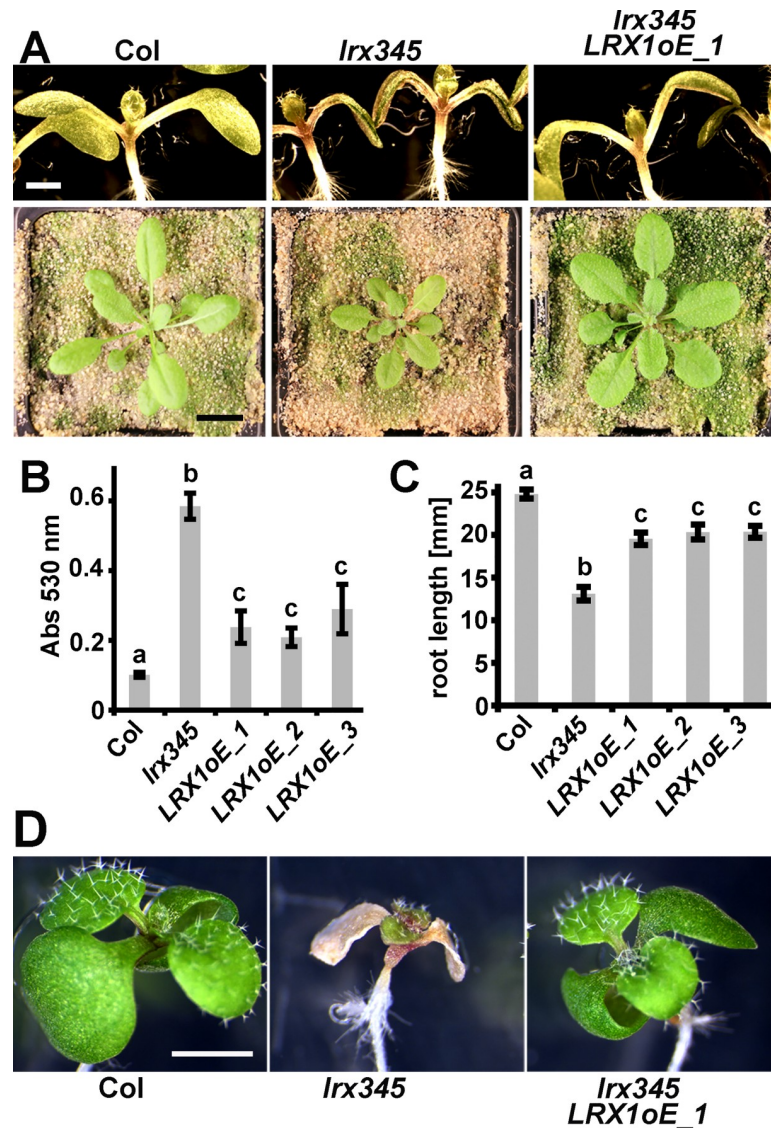 A
Col
lrx345
lrx345
LRX1oE_1
B
Abs 530 nm
0.6
0.4
0.2
0
a
b
c
c
c
Col
lrx345
LRX1oE_1
LRX1oE_2
LRX1oE_3
C
root length [mm]
25
20
15
10
5
0
a
b
c
c
c
Col
lrx345
LRX1oE_1
LRX1oE_2
LRX1oE_3
D
Col
lrx345
lrx345
LRX1oE_1